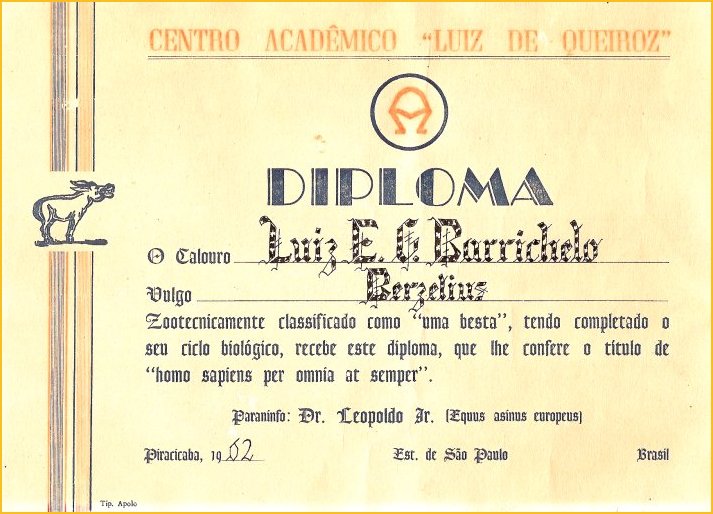 CENTRO ACADÊMICO "LUIZ DE QUEIROZ"
DIPLOMA
O Calouro Luiz E. G. Barrichelo
Vulgo Berzelius
Zootecnicamente classificado como "uma besta", tendo completado o
seu ciclo biológico, recebe este diploma, que lhe confere o título de
"homo sapiens per omnia at semper".
Paraninfo: Dr. Leopoldo Jr. (Equus asinus europeus)
Piracicaba, 1962 Est. de São Paulo Brasil
Tip. Apolo